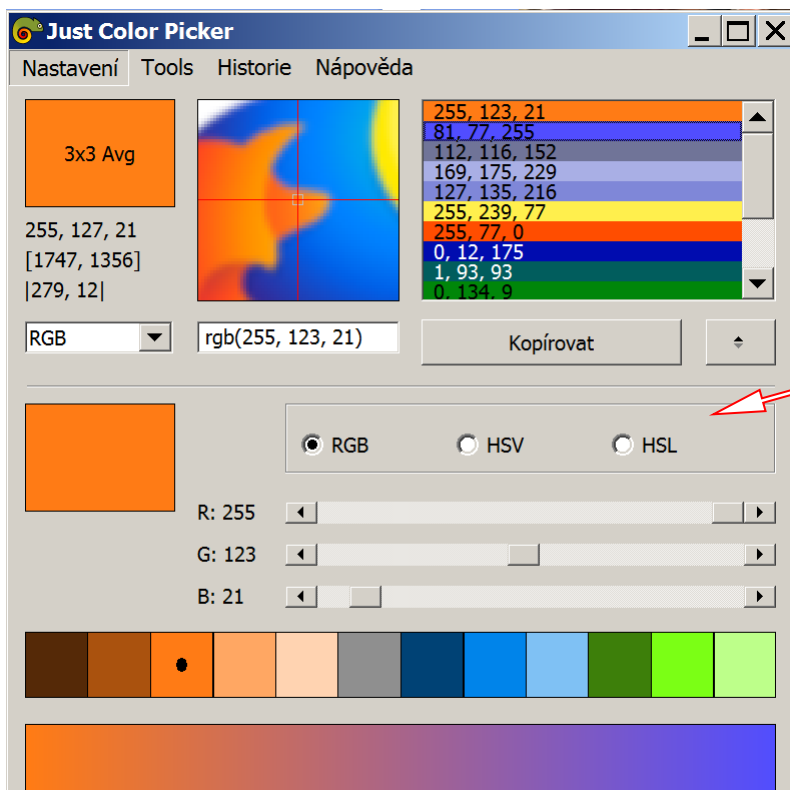 Just Color Picker
Nastavení Tools Historie Nápověda
3x3 Avg
255, 127, 21
[1747, 1356]
|279, 12|
255, 123, 21
81, 77, 255
112, 116, 152
169, 175, 229
127, 135, 216
255, 239, 77
255, 77, 0
0, 12, 175
1, 93, 93
0, 134, 9
RGB
rgb(255, 123, 21)
Kopírovat
RGB HSV HSL
R: 255
G: 123
B: 21